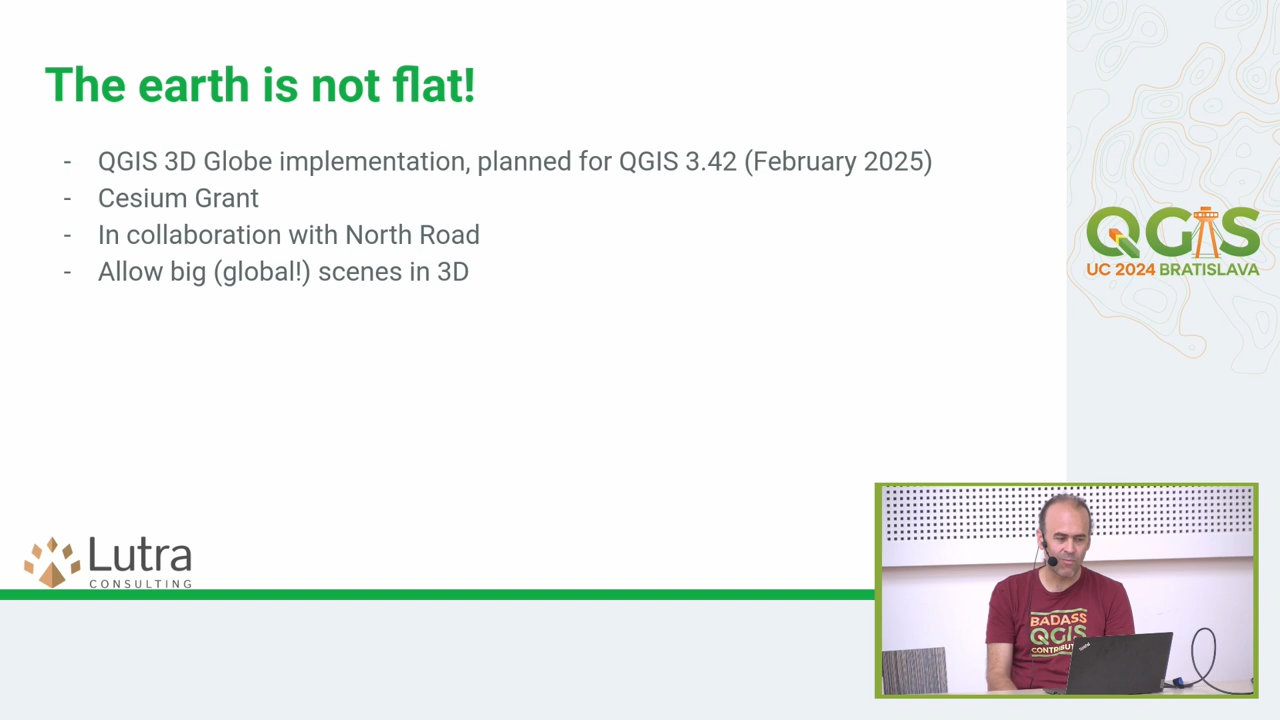 The earth is not flat!
- QGIS 3D Globe implementation, planned for QGIS 3.42 (February 2025)
- Cesium Grant
- In collaboration with North Road
- Allow big (global!) scenes in 3D
QGIS
UC 2024 BRATISLAVA
Lutra
CONSULTING
BADASS
QGIS